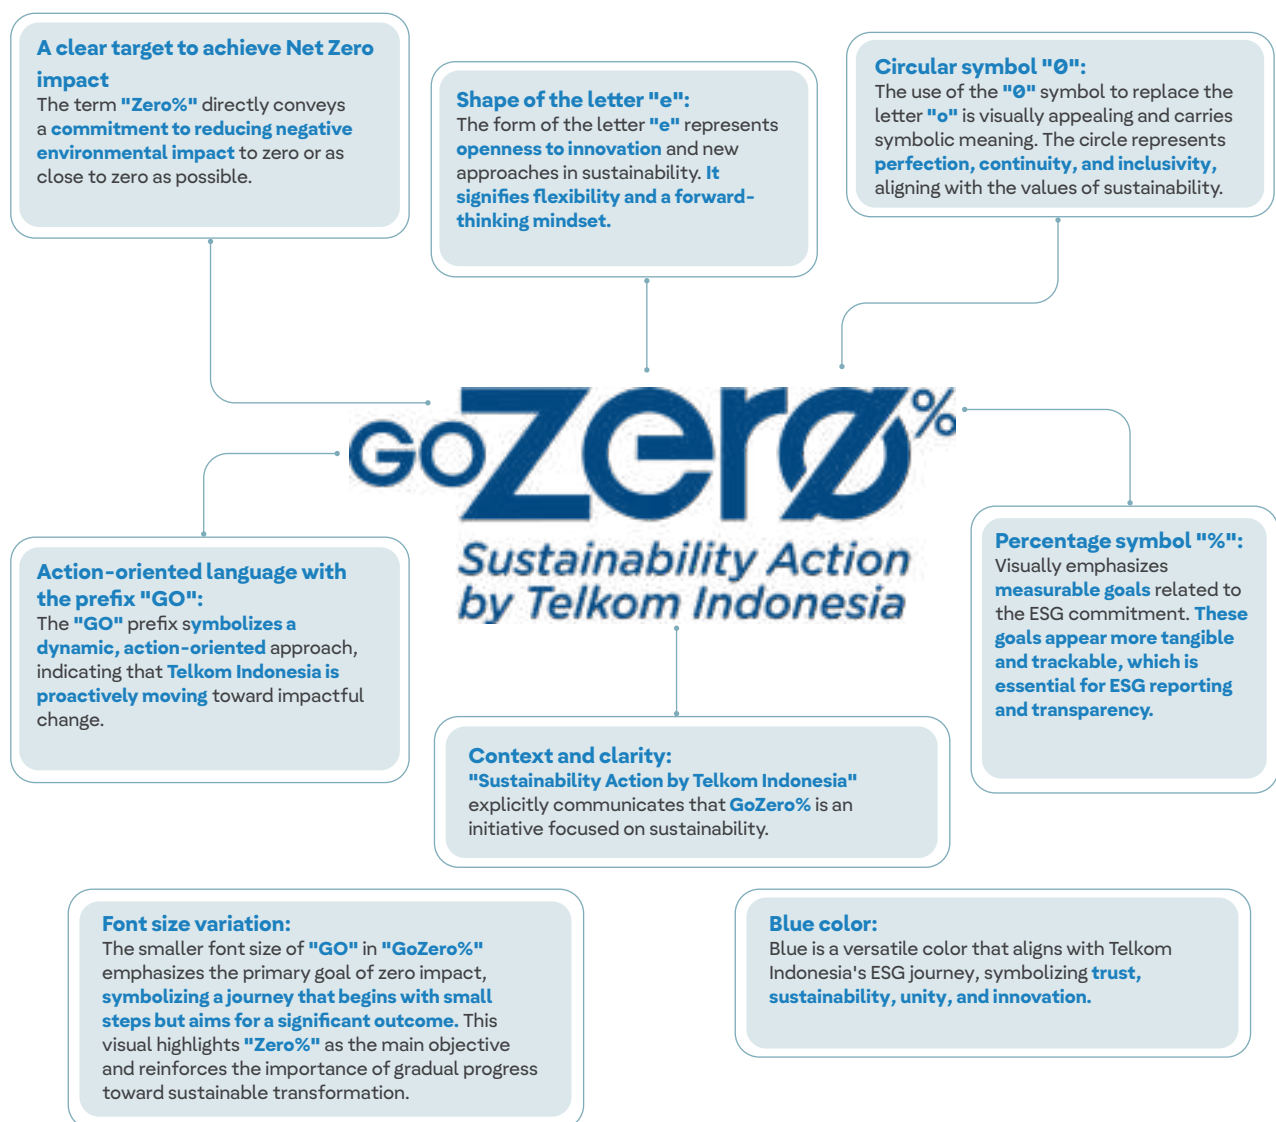 A clear target to achieve Net Zero
impact
The term "Zero%" directly conveys
a commitment to reducing negative
environmental impact to zero or as
close to zero as possible.
Shape of the letter "e":
The form of the letter "e" represents
openness to innovation and new
approaches in sustainability. It
signifies flexibility and a forward-
thinking mindset.
Circular symbol "Ø":
The use of the "Ø" symbol to replace the
letter "o" is visually appealing and carries
symbolic meaning. The circle represents
perfection, continuity, and inclusivity,
aligning with the values of sustainability.
GoZerØ%
Sustainability Action
by Telkom Indonesia
Action-oriented language with
the prefix "GO":
The "GO" prefix symbolizes a
dynamic, action-oriented approach,
indicating that Telkom Indonesia is
proactively moving toward impactful
change.
Percentage symbol "%":
Visually emphasizes
measurable goals related to
the ESG commitment. These
goals appear more tangible
and trackable, which is
essential for ESG reporting
and transparency.
Context and clarity:
"Sustainability Action by Telkom Indonesia"
explicitly communicates that GoZero% is an
initiative focused on sustainability.
Font size variation:
The smaller font size of "GO" in "GoZero%"
emphasizes the primary goal of zero impact,
symbolizing a journey that begins with small
steps but aims for a significant outcome. This
visual highlights "Zero%" as the main objective
and reinforces the importance of gradual progress
toward sustainable transformation.
Blue color:
Blue is a versatile color that aligns with Telkom
Indonesia's ESG journey, symbolizing trust,
sustainability, unity, and innovation.